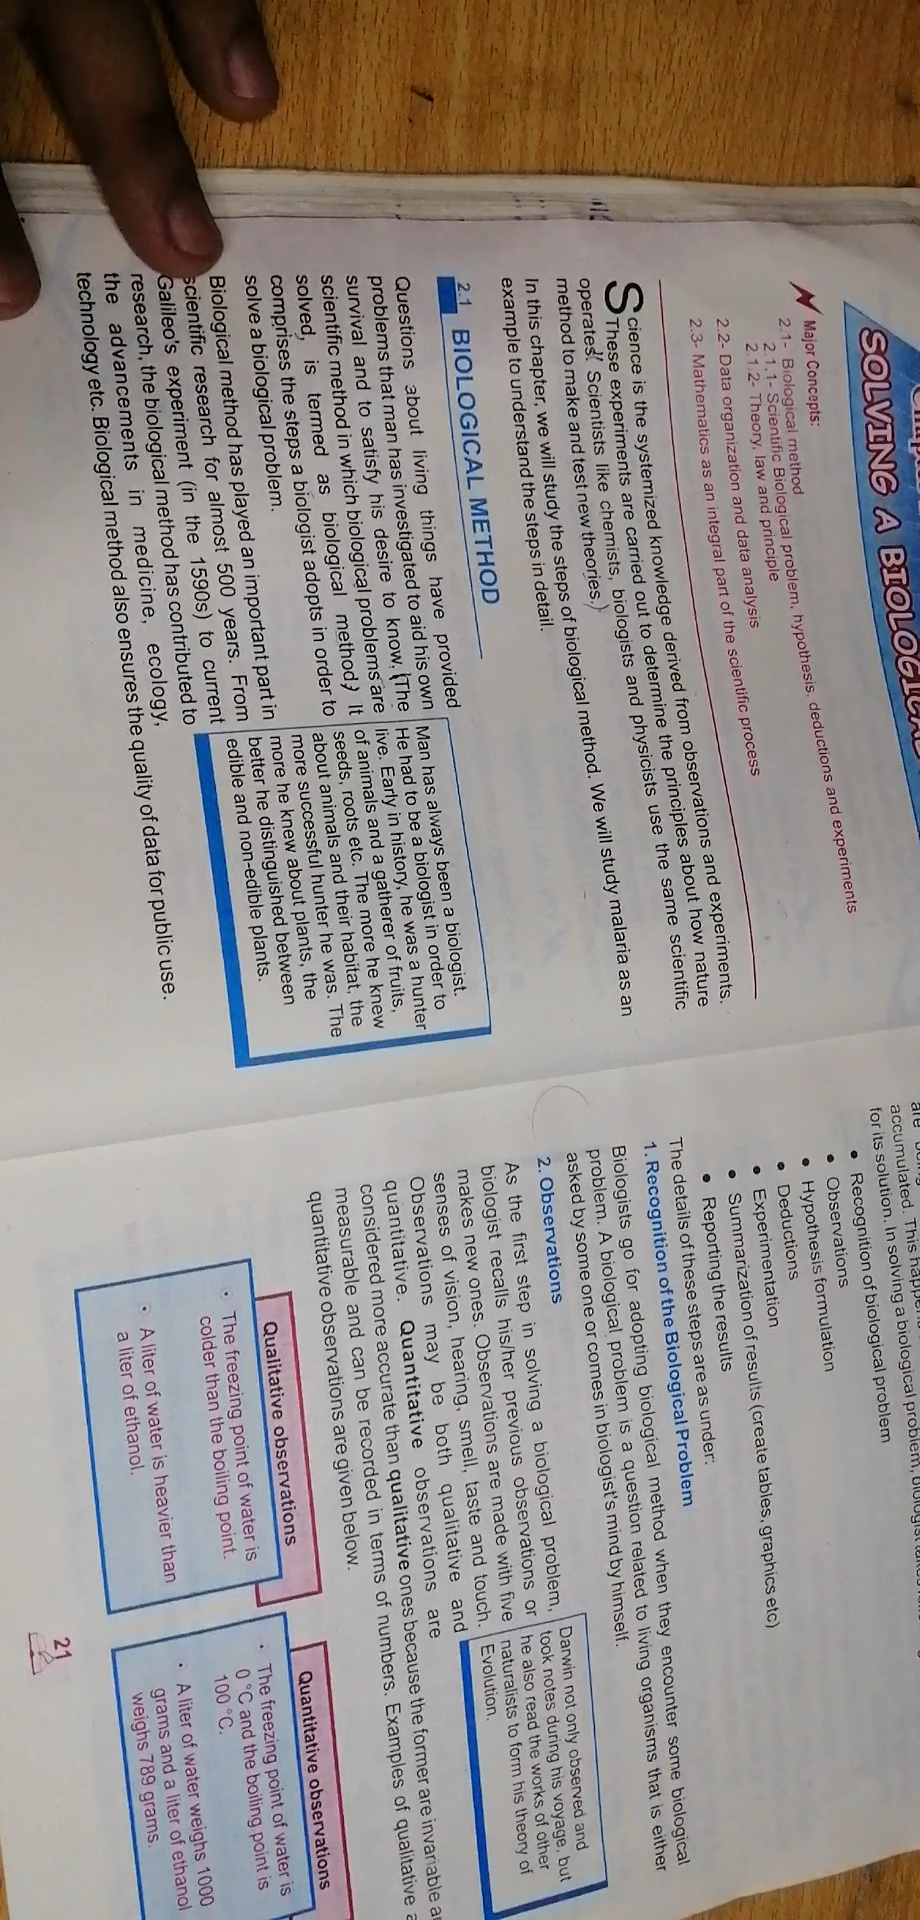 SOLVING A BIOLOGICAL
Major Concepts:
2.1- Biological method
2.1.1- Scientific Biological problem, hypothesis, deductions and experiments
2.1.2- Theory, law and principle
2.2- Data organization and data analysis
2.3- Mathematics as an integral part of the scientific process
Science is the systemized knowledge derived from observations and experiments.
These experiments are carried out to determine the principles about how nature
operates. Scientists like chemists, biologists and physicists use the same scientific
method to make and test new theories.
In this chapter, we will study the steps of biological method. We will study malaria as an
example to understand the steps in detail.
2.1 BIOLOGICAL METHOD
Questions about living things have provided
problems that man has investigated to aid his own
survival and to satisfy his desire to know. The
scientific method in which biological problems are
solved, is termed as biological method. It
comprises the steps a biologist adopts in order to
solve a biological problem.
Biological method has played an important part in
scientific research for almost 500 years. From
Galileo's experiment (in the 1590s) to current
research, the biological method has contributed to
the advancements in medicine, ecology,
technology etc. Biological method also ensures the quality of data for public use.
Man has always been a biologist.
He had to be a biologist in order to
live. Early in history, he was a hunter
of animals and a gatherer of fruits,
seeds, roots etc. The more he knew
about animals and their habitat, the
more successful hunter he was. The
more he knew about plants, the
better he distinguished between
edible and non-edible plants.
accumulated. This
for its solution. In solving a biological problem,
• Recognition of biological problem
• Observations
• Hypothesis formulation
• Deductions
• Experimentation
• Summarization of results (create tables, graphics etc)
• Reporting the results
The details of these steps are as under:
1. Recognition of the Biological Problem
Biologists go for adopting biological method when they encounter some biological
problem. A biological problem is a question related to living organisms that is either
asked by some one or comes in biologist's mind by himself.
2. Observations
As the first step in solving a biological problem,
biologist recalls his/her previous observations or
makes new ones. Observations are made with five
senses of vision, hearing, smell, taste and touch.
Observations may be both qualitative and
quantitative. Quantitative observations are
considered more accurate than qualitative ones because the former are invariable
measurable and can be recorded in terms of numbers. Examples of qualitative
quantitative observations are given below.
Darwin not only observed and
took notes during his voyage, but
he also read the works of other
naturalists to form his theory of
Evolution.
Qualitative observations
• The freezing point of water is
colder than the boiling point.
• A liter of water is heavier than
a liter of ethanol.
Quantitative observations
• The freezing point of water is
0 °C and the boiling point is
100 °C.
• A liter of water weighs 1000
grams and a liter of ethanol
weighs 789 grams.
21